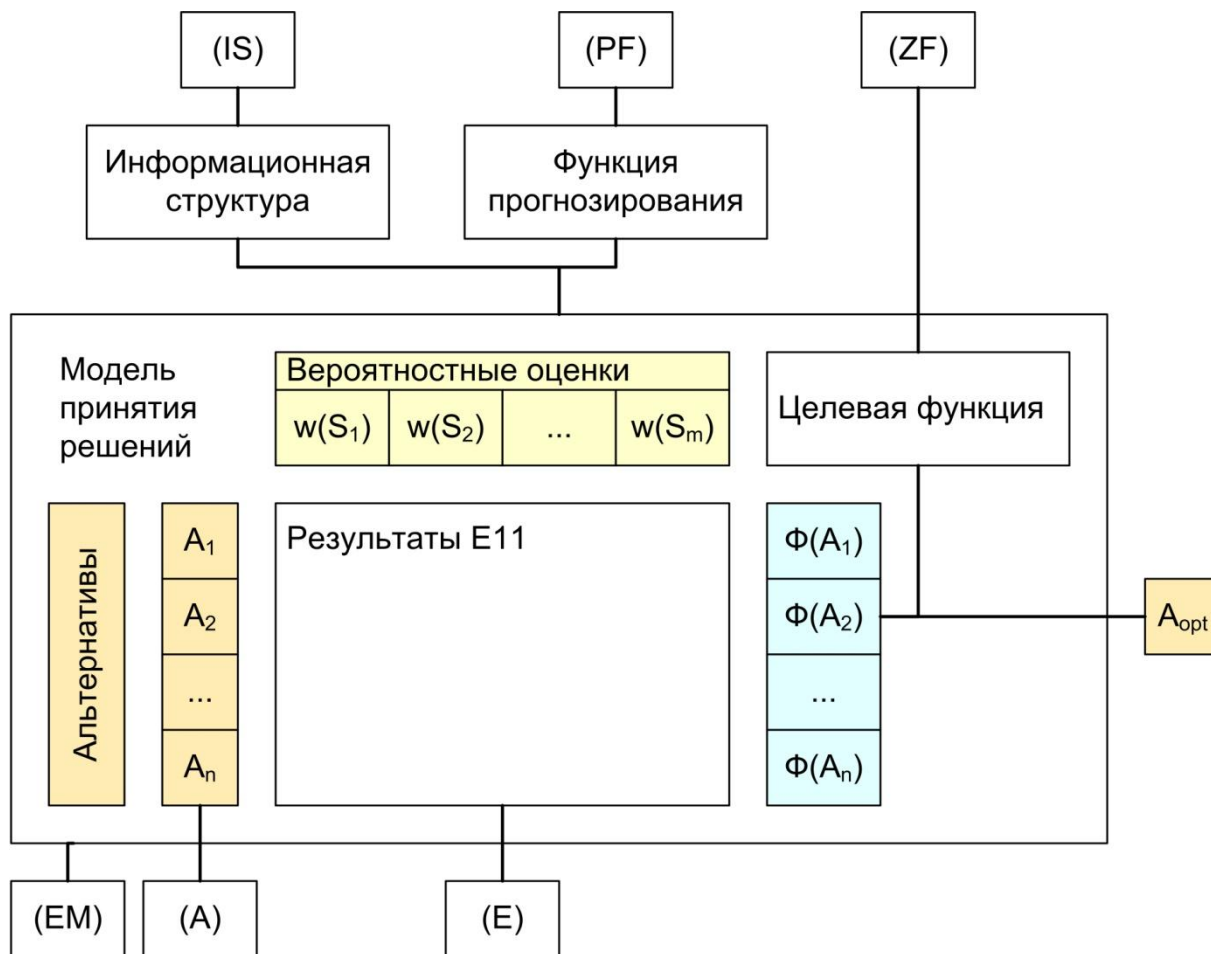 (IS)
(PF)
(ZF)
Информационная
структура
Функция
прогнозирования
Модель
принятия
решений
Вероятностные оценки
w(S₁) w(S₂) ... w(Sₘ)
Целевая функция
Альтернативы
A₁
A₂
...
Aₙ
Результаты E11
Φ(A₁)
Φ(A₂)
...
Φ(Aₙ)
Aopt
(EM)
(A)
(E)